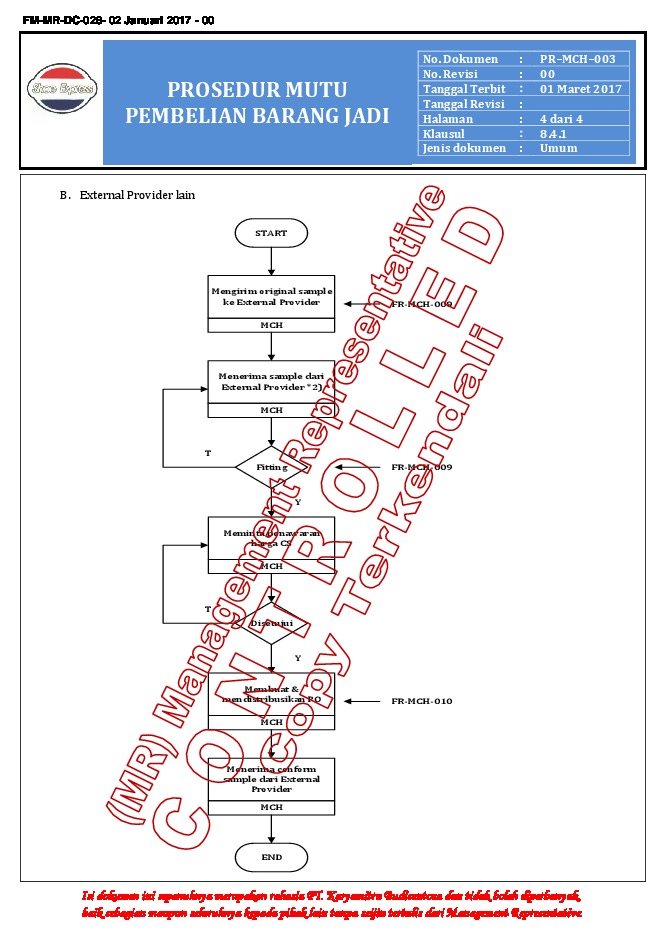 FM-MR-DC-028- 02 Januari 2017 - 00
Shoe Express
PROSEDUR MUTU
PEMBELIAN BARANG JADI
No. Dokumen : PR–MCH–003
No. Revisi : 00
Tanggal Terbit : 01 Maret 2017
Tanggal Revisi :
Halaman : 4 dari 4
Klausul : 8.4.1
Jenis dokumen : Umum
B. External Provider lain
START
Mengirim original sample
ke External Provider
FR-MCH-009
MCH
Menerima sample dari
External Provider *2)
MCH
T
Fitting
FR-MCH-009
Y
Meminta penawaran
harga CS
MCH
T
Disetujui
Y
Membuat &
mendistribusikan PO
FR-MCH-010
MCH
Menerima conform
sample dari External
Provider
MCH
END
(MR) Management Representative
CONTROLLED
Copy Terkendali
Isi dokumen ini sepenuhnya merupakan rahasia PT. Karyamitra Budisentosa dan tidak boleh diperbanyak,
baik sebagian maupun seluruhnya kepada pihak lain tanpa seijin tertulis dari Management Representative